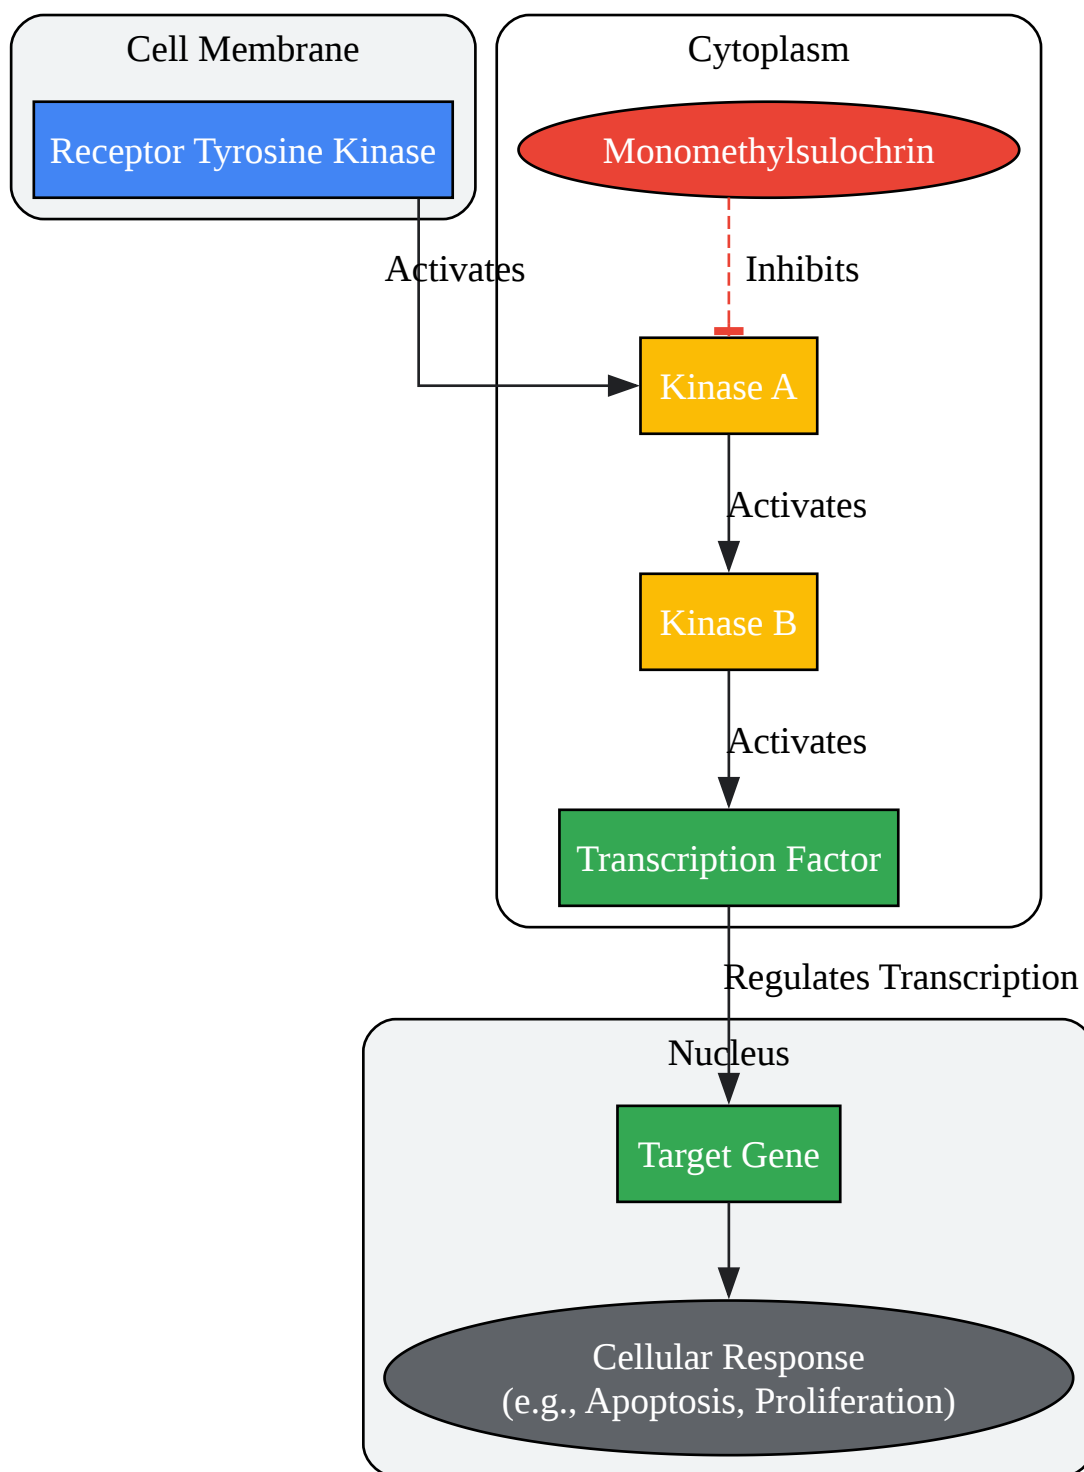 Cell Membrane
Receptor Tyrosine Kinase
Cytoplasm
Monomethylsulochrin
Activates
Inhibits
Kinase A
Activates
Kinase B
Activates
Transcription Factor
Regulates Transcription
Nucleus
Target Gene
Cellular Response
(e.g., Apoptosis, Proliferation)